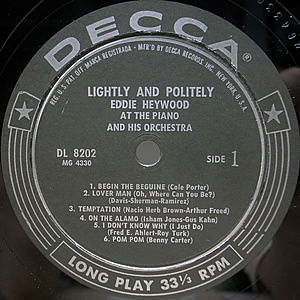 DECCA
REG. U.S. PAT. OFF. MARCA REGISTRADA - MF'D BY DECCA RECORDS INC., NEW YORK, U.S.A.
LIGHTLY AND POLITELY
EDDIE HEYWOOD
AT THE PIANO
AND HIS ORCHESTRA
DL 8202
MG 4330
SIDE 1
1. BEGIN THE BEGUINE (Cole Porter)
2. LOVER MAN (Oh, Where Can You Be?)
(Davis-Sherman-Ramirez)
3. TEMPTATION (Nacio Herb Brown-Arthur Freed)
4. ON THE ALAMO (Isham Jones-Gus Kahn)
5. I DON'T KNOW WHY (I Just Do)
(Fred E. Ahlert-Roy Turk)
6. POM POM (Benny Carter)
LONG PLAY 33⅓ RPM